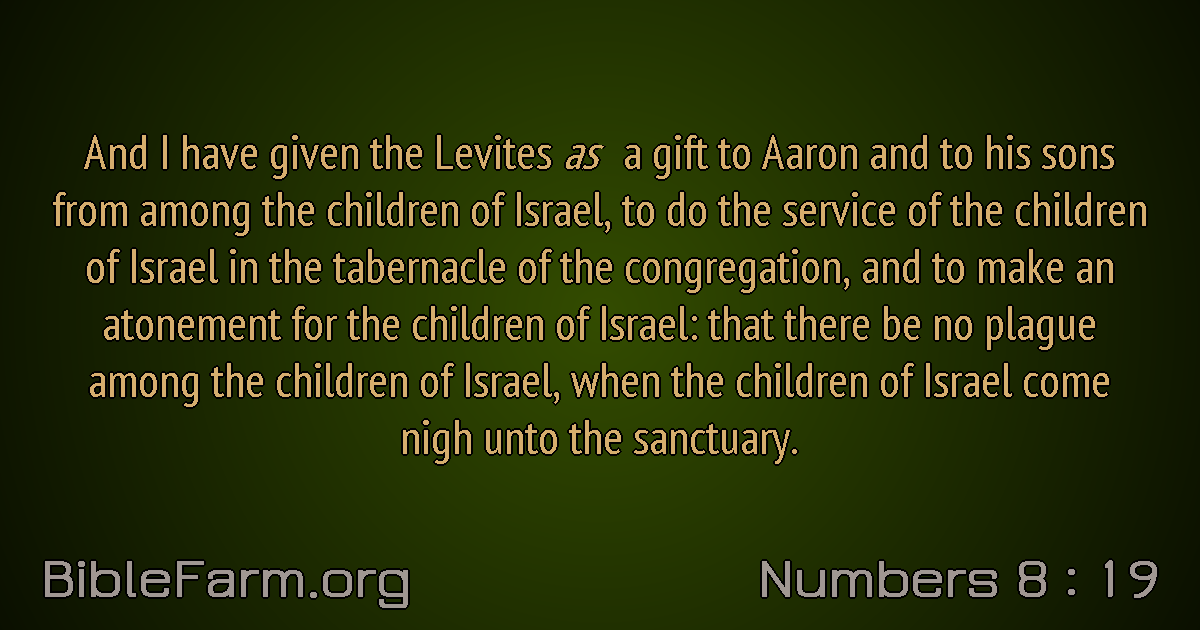 And I have given the Levites as a gift to Aaron and to his sons
from among the children of Israel, to do the service of the children
of Israel in the tabernacle of the congregation, and to make an
atonement for the children of Israel: that there be no plague
among the children of Israel, when the children of Israel come
nigh unto the sanctuary.
BibleFarm.org
Numbers 8 : 19